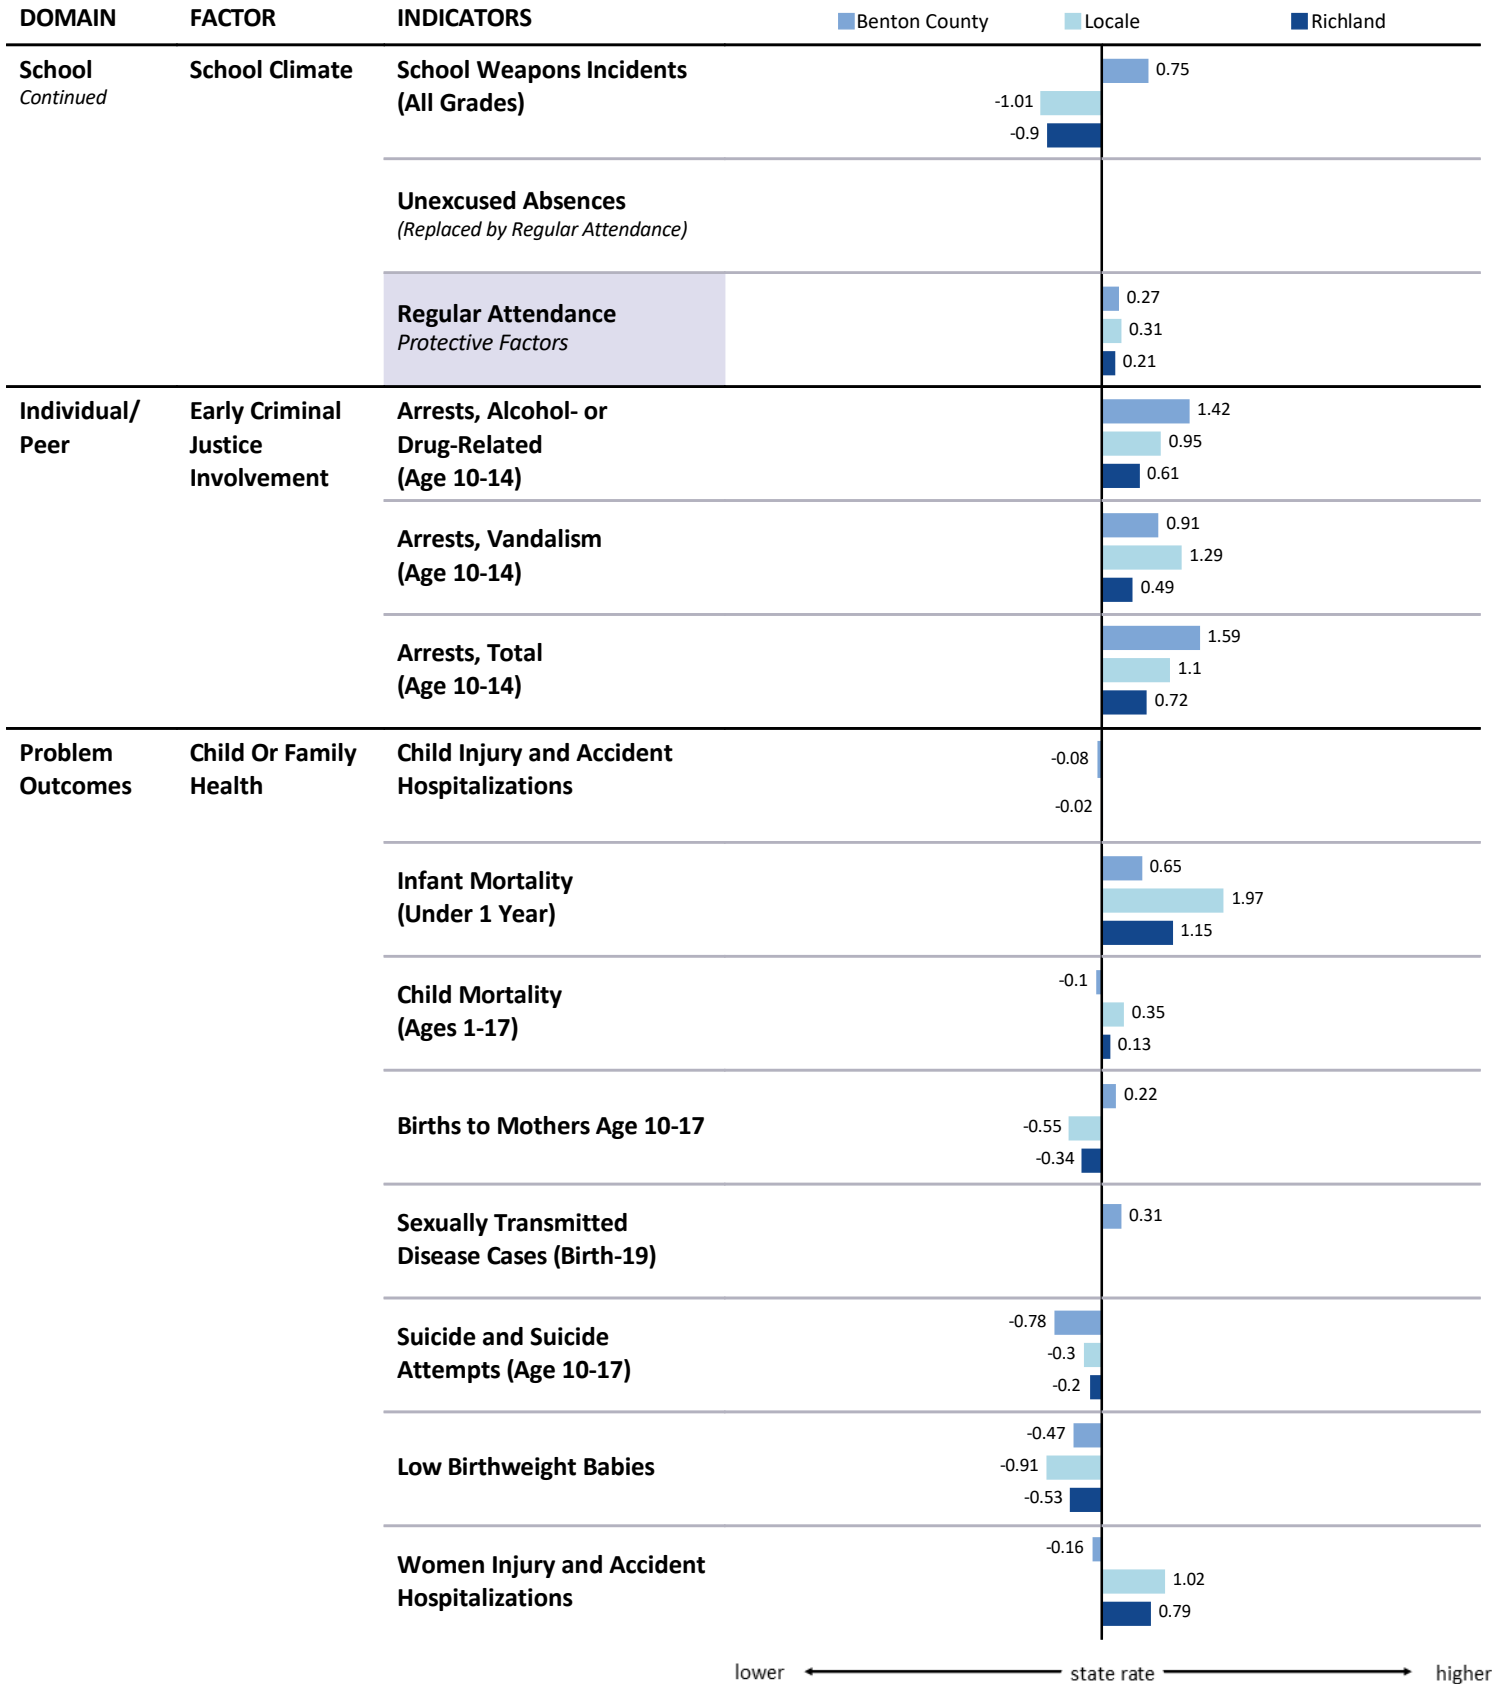 DOMAIN FACTOR INDICATORS Benton County Locale Richland
School School Climate School Weapons Incidents 0.75
Continued (All Grades) -1.01
-0.9
Unexcused Absences
(Replaced by Regular Attendance)
0.27
Regular Attendance 0.31
Protective Factors 0.21
Individual/ Early Criminal Arrests, Alcohol- or 1.42
Peer Justice Drug-Related 0.95
Involvement (Age 10-14) 0.61
0.91
Arrests, Vandalism 1.29
(Age 10-14) 0.49
1.59
Arrests, Total 1.1
(Age 10-14) 0.72
Problem Child Or Family Child Injury and Accident -0.08
Outcomes Health Hospitalizations -0.02
0.65
Infant Mortality 1.97
(Under 1 Year) 1.15
-0.1
Child Mortality 0.35
(Ages 1-17) 0.13
0.22
Births to Mothers Age 10-17 -0.55
-0.34
Sexually Transmitted 0.31
Disease Cases (Birth-19)
-0.78
Suicide and Suicide -0.3
Attempts (Age 10-17) -0.2
-0.47
Low Birthweight Babies -0.91
-0.53
-0.16
Women Injury and Accident 1.02
Hospitalizations 0.79
lower state rate higher